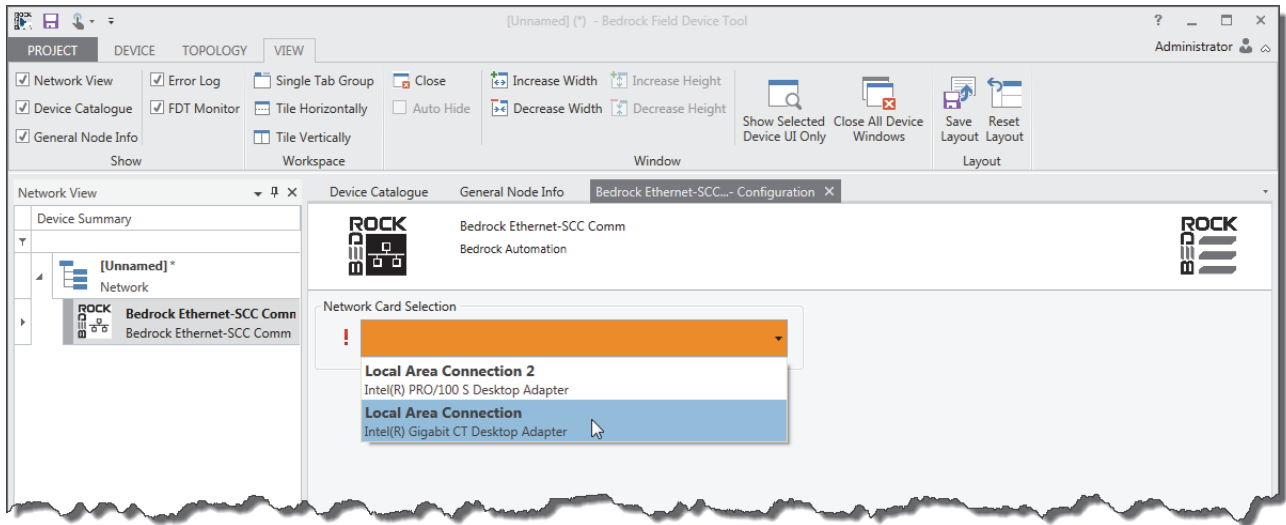 [Unnamed] (*) - Bedrock Field Device Tool
?
PROJECT DEVICE TOPOLOGY VIEW
Administrator
Network View Error Log Single Tab Group Close Increase Width Increase Height
Device Catalogue FDT Monitor Tile Horizontally Auto Hide Decrease Width Decrease Height
General Node Info Tile Vertically
Show Selected Device UI Only
Close All Device Windows
Save Layout
Reset Layout
Show Workspace Window Layout
Network View
Device Catalogue General Node Info Bedrock Ethernet-SCC...- Configuration
Device Summary
[Unnamed]*
Network
BEDROCK
Bedrock Ethernet-SCC Comm
Bedrock Ethernet-SCC Comm
BEDROCK
Bedrock Ethernet-SCC Comm
Bedrock Automation
BEDROCK
Network Card Selection
!
Local Area Connection 2
Intel(R) PRO/100 S Desktop Adapter
Local Area Connection
Intel(R) Gigabit CT Desktop Adapter